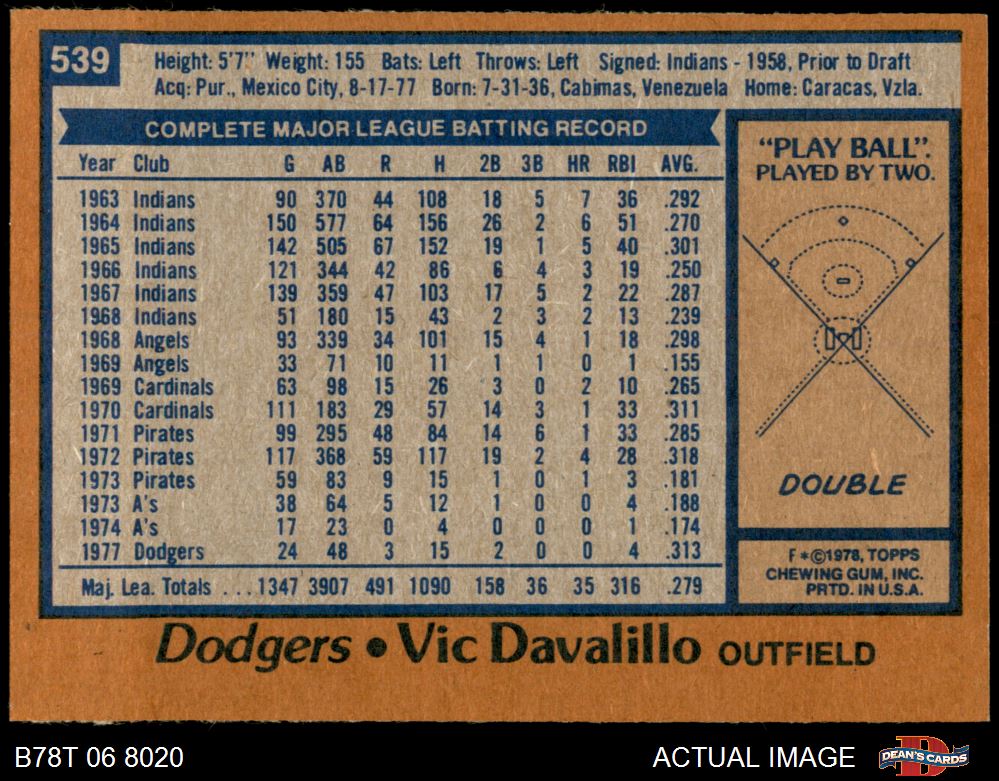 539
Height: 5'7" Weight: 155 Bats: Left Throws: Left Signed: Indians - 1958, Prior to Draft
Acq: Pur., Mexico City, 8-17-77 Born: 7-31-36, Cabimas, Venezuela Home: Caracas, Vzla.
COMPLETE MAJOR LEAGUE BATTING RECORD
Year Club G AB R H 2B 3B HR RBI AVG.
1963 Indians 90 370 44 108 18 5 7 36 .292
1964 Indians 150 577 64 156 26 2 6 51 .270
1965 Indians 142 505 67 152 19 1 5 40 .301
1966 Indians 121 344 42 86 6 4 3 19 .250
1967 Indians 139 359 47 103 17 5 2 22 .287
1968 Indians 51 180 15 43 2 3 2 13 .239
1968 Angels 93 339 34 101 15 4 1 18 .298
1969 Angels 33 71 10 11 1 1 0 1 .155
1969 Cardinals 63 98 15 26 3 0 2 10 .265
1970 Cardinals 111 183 29 57 14 3 1 33 .311
1971 Pirates 99 295 48 84 14 6 1 33 .285
1972 Pirates 117 368 59 117 19 2 4 28 .318
1973 Pirates 59 83 9 15 1 0 1 3 .181
1973 A's 38 64 5 12 1 0 0 4 .188
1974 A's 17 23 0 4 0 0 0 1 .174
1977 Dodgers 24 48 3 15 2 0 0 4 .313
Maj. Lea. Totals ... 1347 3907 491 1090 158 36 35 316 .279
"PLAY BALL".
PLAYED BY TWO.
DOUBLE
F*©1978, TOPPS
CHEWING GUM, INC.
PRTD. IN U.S.A.
Dodgers • Vic Davalillo OUTFIELD
B78T 06 8020
ACTUAL IMAGE
D
DEAN'S CARDS